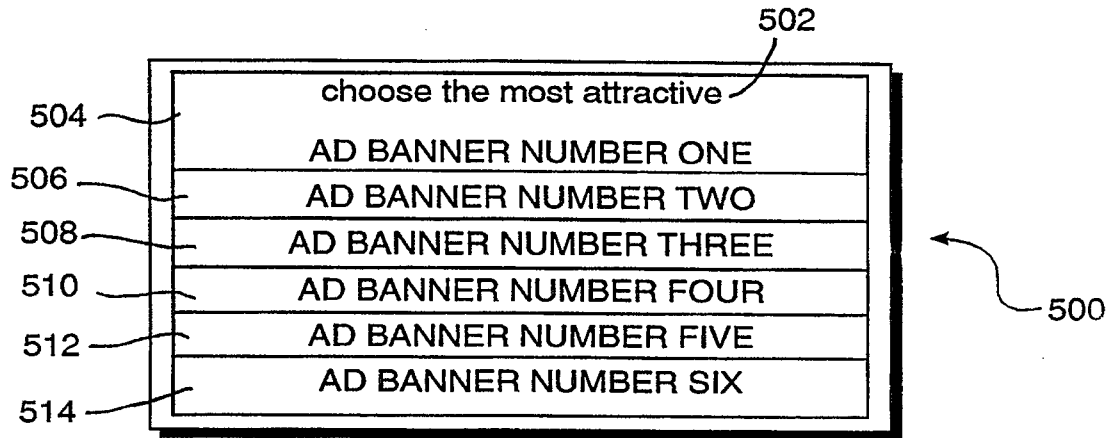 502
choose the most attractive
504
AD BANNER NUMBER ONE
506
AD BANNER NUMBER TWO
508
AD BANNER NUMBER THREE
510
AD BANNER NUMBER FOUR
500
512
AD BANNER NUMBER FIVE
514
AD BANNER NUMBER SIX